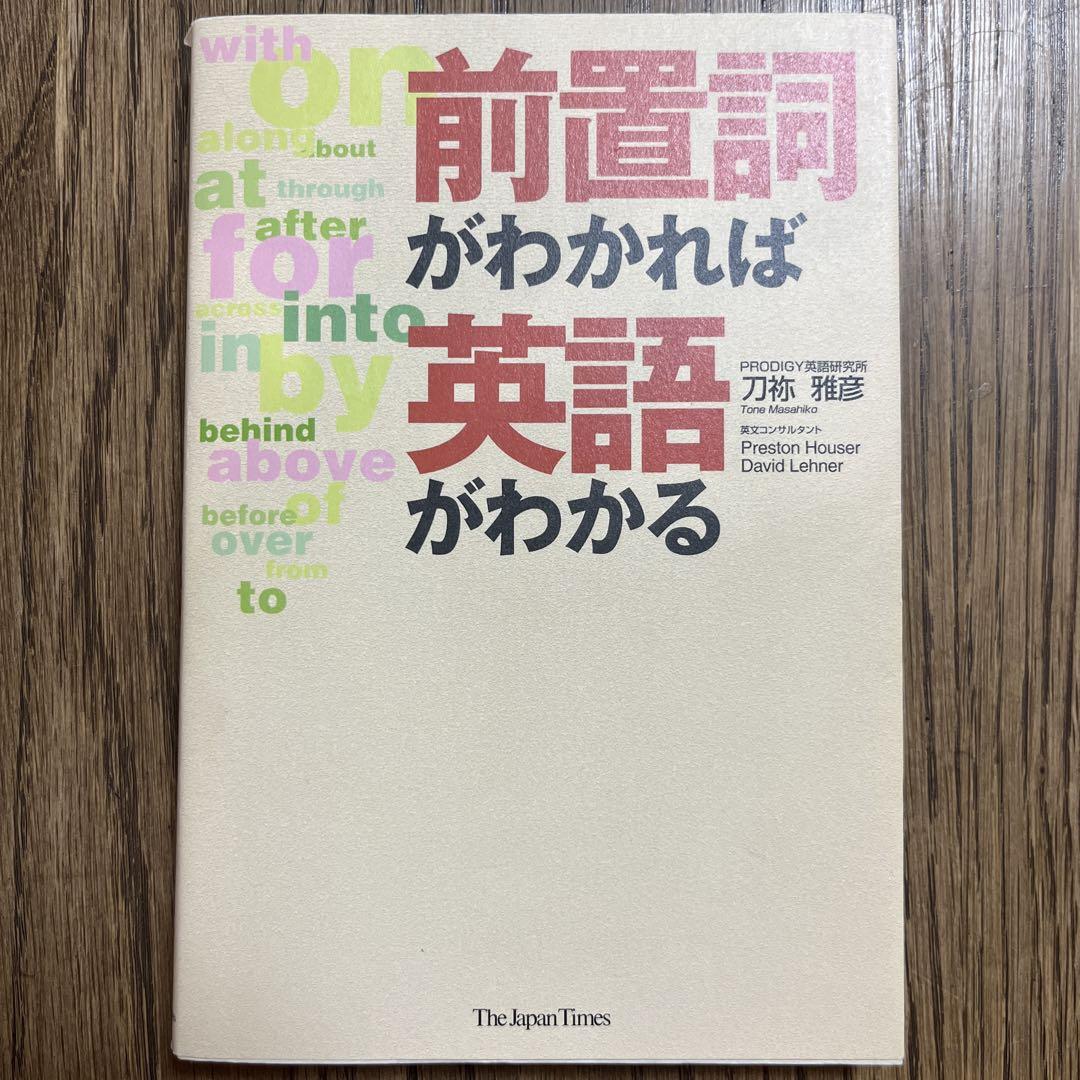 with
on
along
about
at
through
after
for
across
into
in
by
behind
above
of
before
over
from
to
前置詞
がわかれば
英語
がわかる
PRODIGY英語研究所
刀祢 雅彦
Tone Masahiko
英文コンサルタント
Preston Houser
David Lehner
The Japan Times